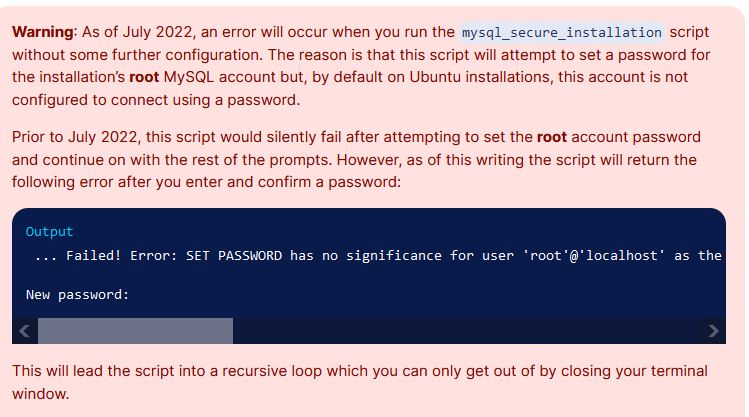 Warning: As of July 2022, an error will occur when you run the mysql_secure_installation script
without some further configuration. The reason is that this script will attempt to set a password for
the installation’s root MySQL account but, by default on Ubuntu installations, this account is not
configured to connect using a password.
Prior to July 2022, this script would silently fail after attempting to set the root account password
and continue on with the rest of the prompts. However, as of this writing the script will return the
following error after you enter and confirm a password:
Output
... Failed! Error: SET PASSWORD has no significance for user 'root'@'localhost' as the
New password:
This will lead the script into a recursive loop which you can only get out of by closing your terminal
window.